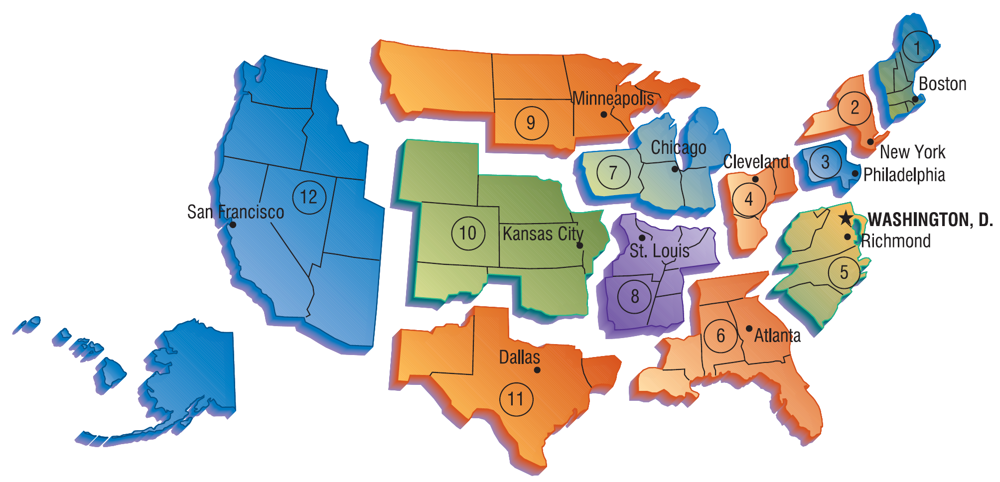 1
Boston
2
New York
3
Philadelphia
Minneapolis
9
Chicago
7
Cleveland
4
12
San Francisco
10
Kansas City
St. Louis
8
WASHINGTON, D.
Richmond
5
6
Atlanta
Dallas
11